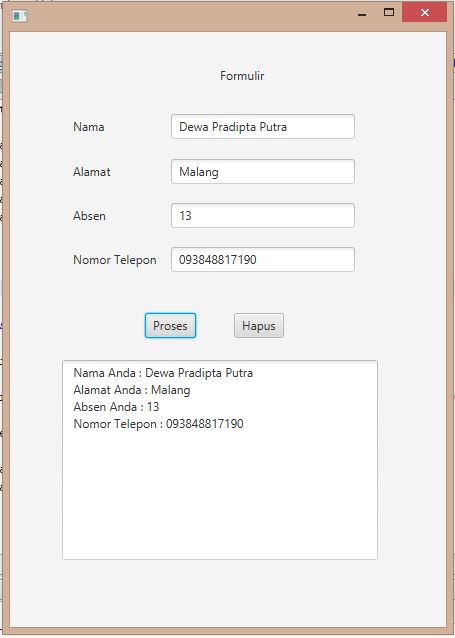 Formulir
Nama Dewa Pradipta Putra
Alamat Malang
Absen 13
Nomor Telepon 093848817190
Proses Hapus
Nama Anda : Dewa Pradipta Putra
Alamat Anda : Malang
Absen Anda : 13
Nomor Telepon : 093848817190